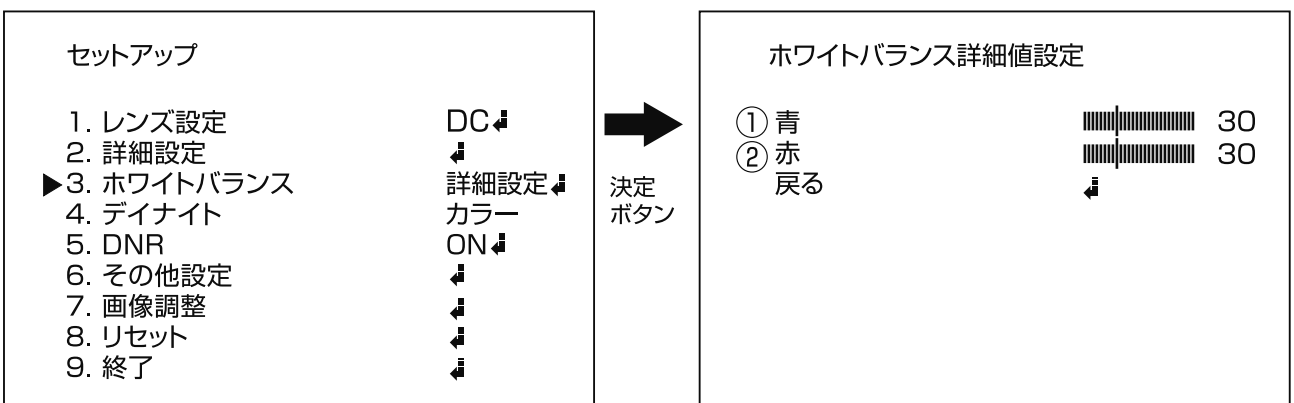 セットアップ
1. レンズ設定 DC↲
2. 詳細設定 ↲
▶3. ホワイトバランス 詳細設定↲
4. デイナイト カラー
5. DNR ON↲
6. その他設定 ↲
7. 画像調整 ↲
8. リセット ↲
9. 終了 ↲
決定
ボタン
ホワイトバランス詳細値設定
① 青 30
② 赤 30
戻る ↲